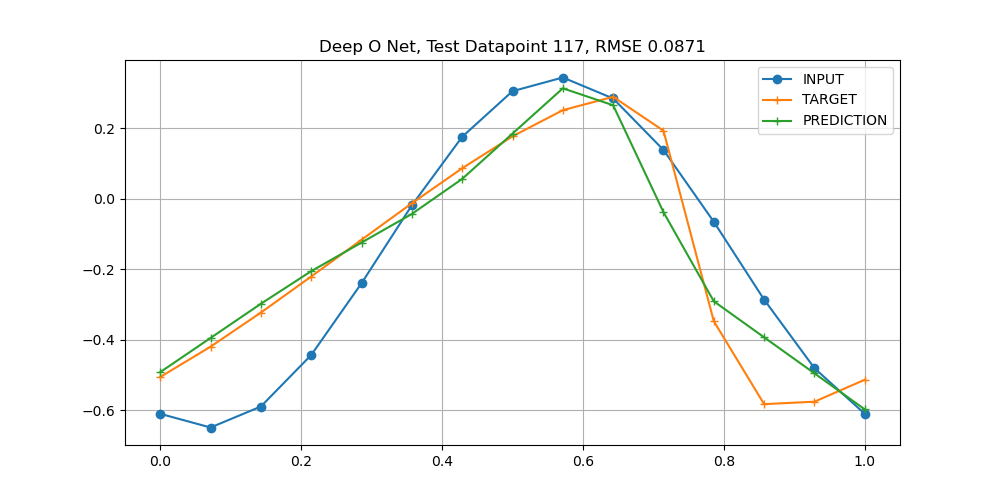 Deep O Net, Test Datapoint 117, RMSE 0.0871
INPUT
TARGET
PREDICTION
0.2
0.0
−0.2
−0.4
−0.6
0.0 0.2 0.4 0.6 0.8 1.0